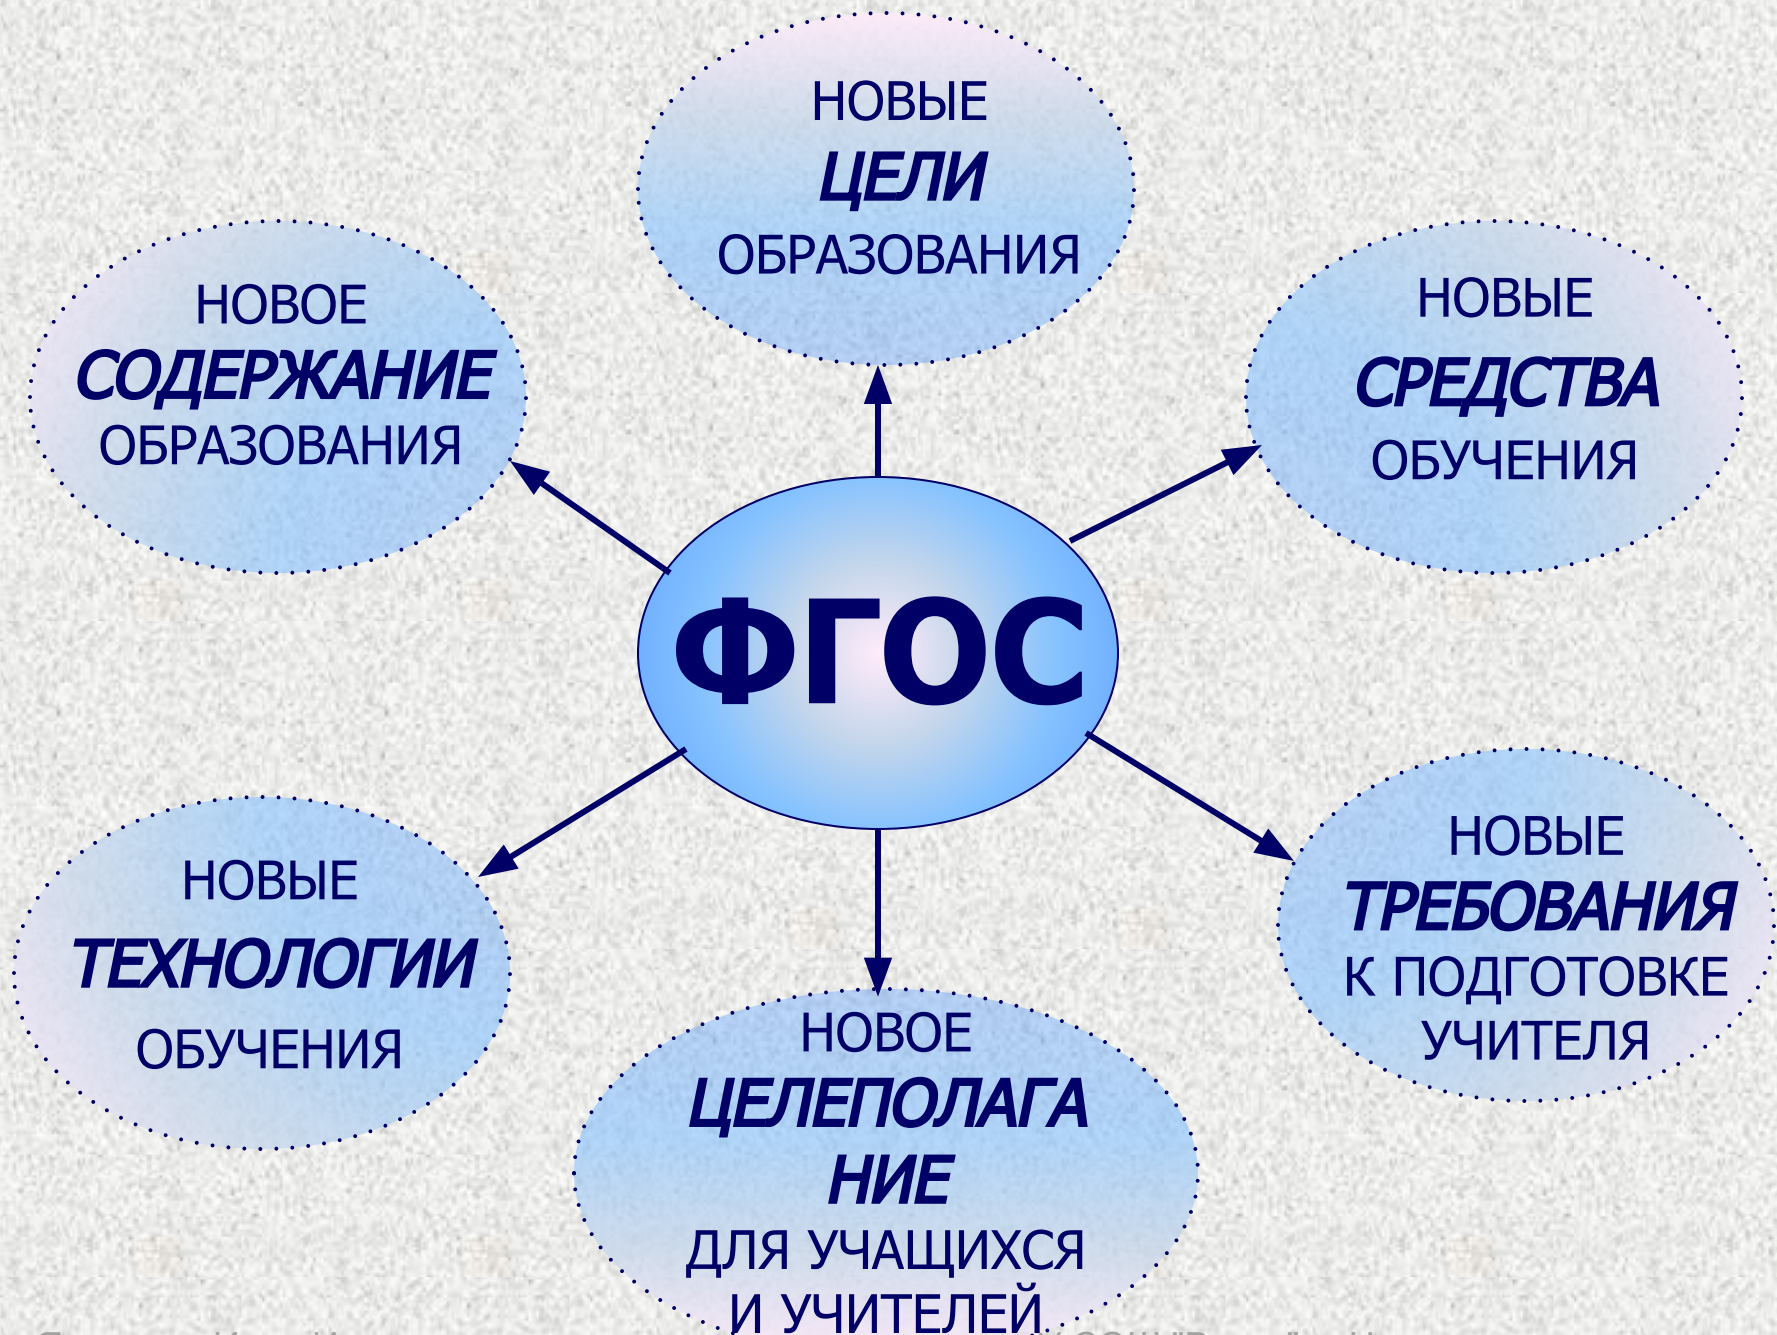 НОВЫЕ
ЦЕЛИ
ОБРАЗОВАНИЯ
НОВОЕ
СОДЕРЖАНИЕ
ОБРАЗОВАНИЯ
НОВЫЕ
СРЕДСТВА
ОБУЧЕНИЯ
ФГОС
НОВЫЕ
ТЕХНОЛОГИИ
ОБУЧЕНИЯ
НОВЫЕ
ТРЕБОВАНИЯ
К ПОДГОТОВКЕ
УЧИТЕЛЯ
НОВОЕ
ЦЕЛЕПОЛАГА
НИЕ
ДЛЯ УЧАЩИХСЯ
И УЧИТЕЛЕЙ